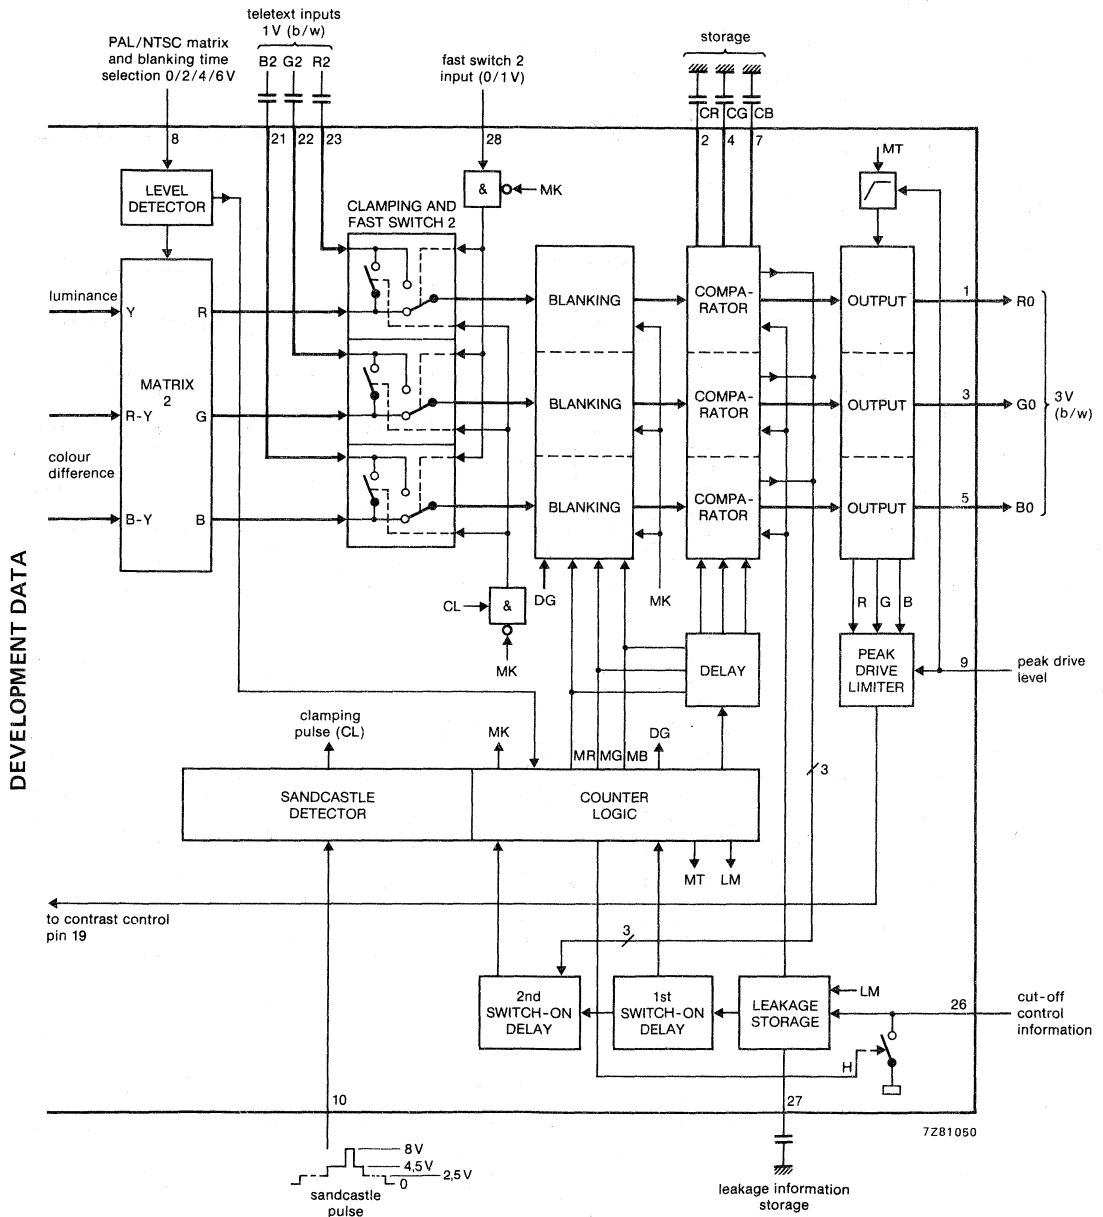 teletext inputs
1 V (b/w)
PAL/NTSC matrix
and blanking time
selection 0/2/4/6 V
B2 G2 R2
fast switch 2
input (0/1 V)
storage
CR CG CB
8
21 22 23
28
2 4 7
MT
LEVEL
DETECTOR
&
MK
CLAMPING AND
FAST SWITCH 2
luminance
Y
R
BLANKING
COMPA-
RATOR
OUTPUT
1
R0
MATRIX
2
R-Y
G
BLANKING
COMPA-
RATOR
OUTPUT
3
G0
3 V
(b/w)
colour
difference
B-Y
B
BLANKING
COMPA-
RATOR
OUTPUT
5
B0
DEVELOPMENT DATA
CL
&
MK
DG
MK
R G B
DELAY
PEAK
DRIVE
LIMITER
9
peak drive
level
clamping
pulse (CL)
MK
MR MG MB
DG
3
SANDCASTLE
DETECTOR
COUNTER
LOGIC
MT
LM
to contrast control
pin 19
3
2nd
SWITCH-ON
DELAY
1st
SWITCH-ON
DELAY
LEAKAGE
STORAGE
LM
26
cut-off
control
information
H
10
27
7Z81050
8 V
4,5 V
2,5 V
0
sandcastle
pulse
leakage information
storage